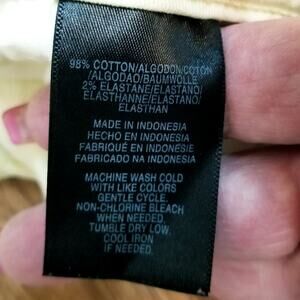 98% COTTON/ALGODON/COTON
/ALGODAO/BAUMWOLLE
2% ELASTANE/ELASTANO/
ELASTHANNE/ELASTANO/
ELASTHAN
MADE IN INDONESIA
HECHO EN INDONESIA
FABRIQUÉ EN INDONÉSIE
FABRICADO NA INDONESIA
MACHINE WASH COLD
WITH LIKE COLORS
GENTLE CYCLE.
NON-CHLORINE BLEACH
WHEN NEEDED.
TUMBLE DRY LOW.
COOL IRON
IF NEEDED.